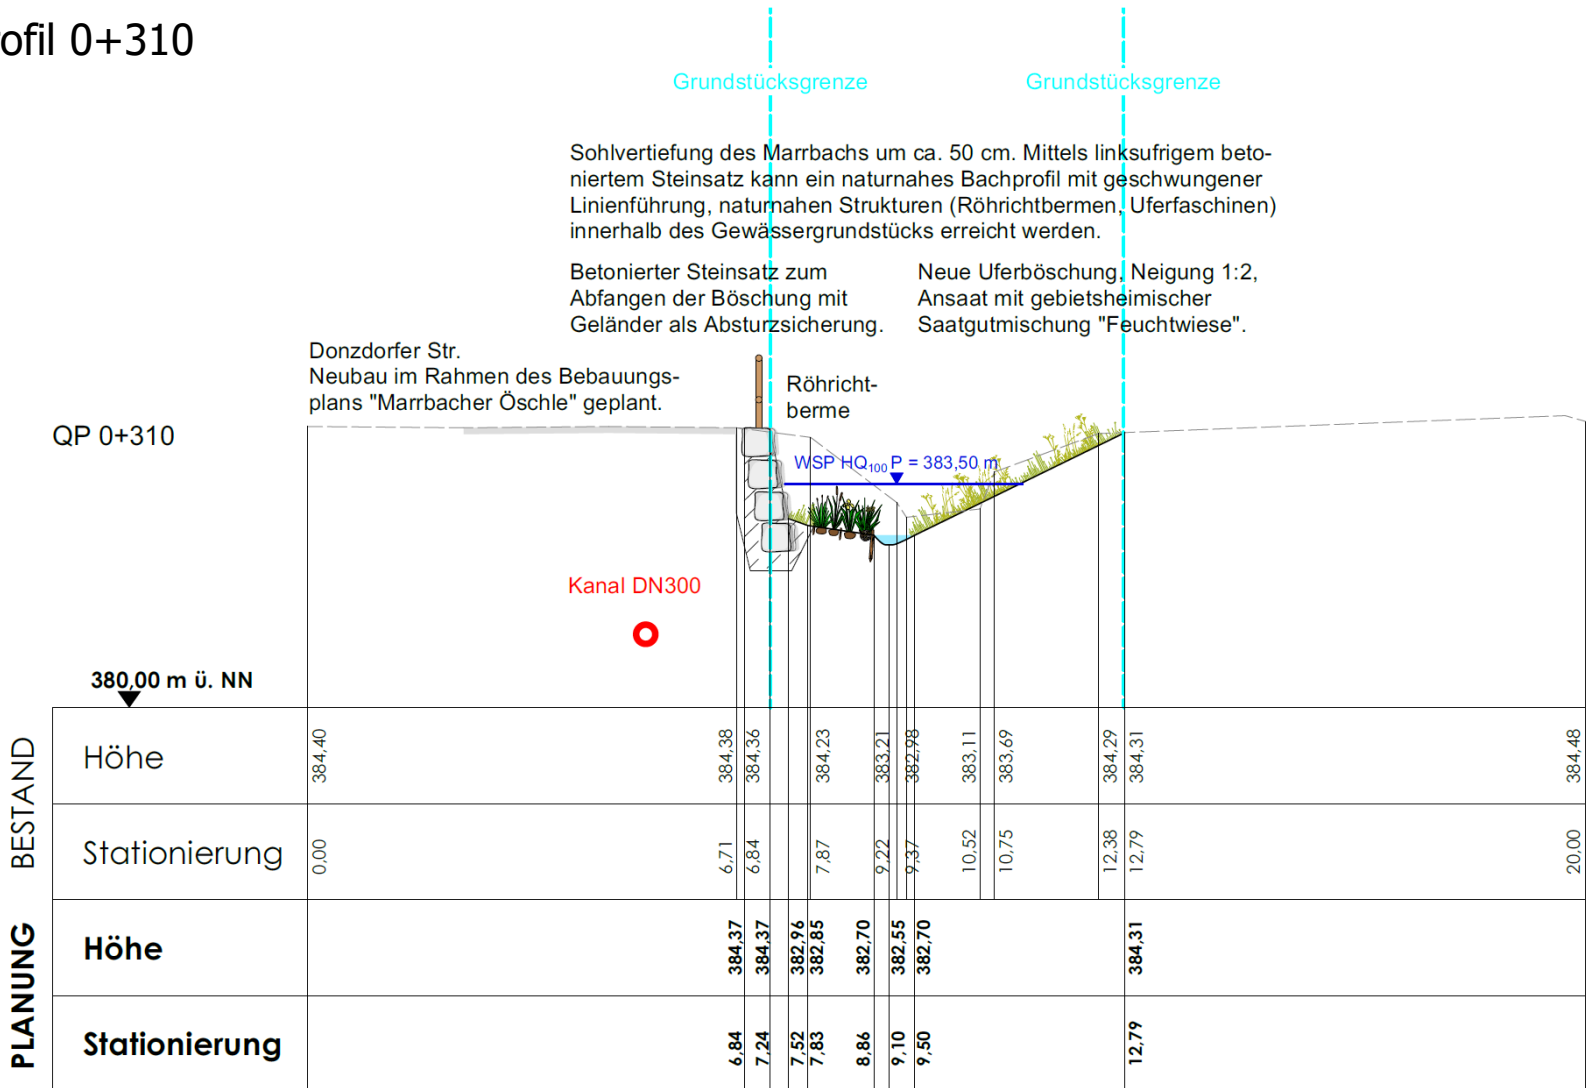 ofil 0+310
Grundstücksgrenze
Grundstücksgrenze
Sohlvertiefung des Marrbachs um ca. 50 cm. Mittels linksufrigem beto-
niertem Steinsatz kann ein naturnahes Bachprofil mit geschwungener
Linienführung, naturnahen Strukturen (Röhrichtbermen, Uferfaschinen)
innerhalb des Gewässergrundstücks erreicht werden.
Betonierter Steinsatz zum
Abfangen der Böschung mit
Geländer als Absturzsicherung.
Neue Uferböschung, Neigung 1:2,
Ansaat mit gebietsheimischer
Saatgutmischung "Feuchtwiese".
Donzdorfer Str.
Neubau im Rahmen des Bebauungs-
plans "Marrbacher Öschle" geplant.
Röhricht-
berme
QP 0+310
WSP HQ100 P = 383,50 m
Kanal DN300
380,00 m ü. NN
BESTAND
Höhe
384,40
384,38
384,36
384,23
383,21
382,98
383,11
383,69
384,29
384,31
384,48
Stationierung
0,00
6,71
6,84
7,87
9,22
9,37
10,52
10,75
12,38
12,79
20,00
PLANUNG
Höhe
384,37
384,37
382,96
382,85
382,70
382,55
382,70
384,31
Stationierung
6,84
7,24
7,52
7,83
8,86
9,10
9,50
12,79